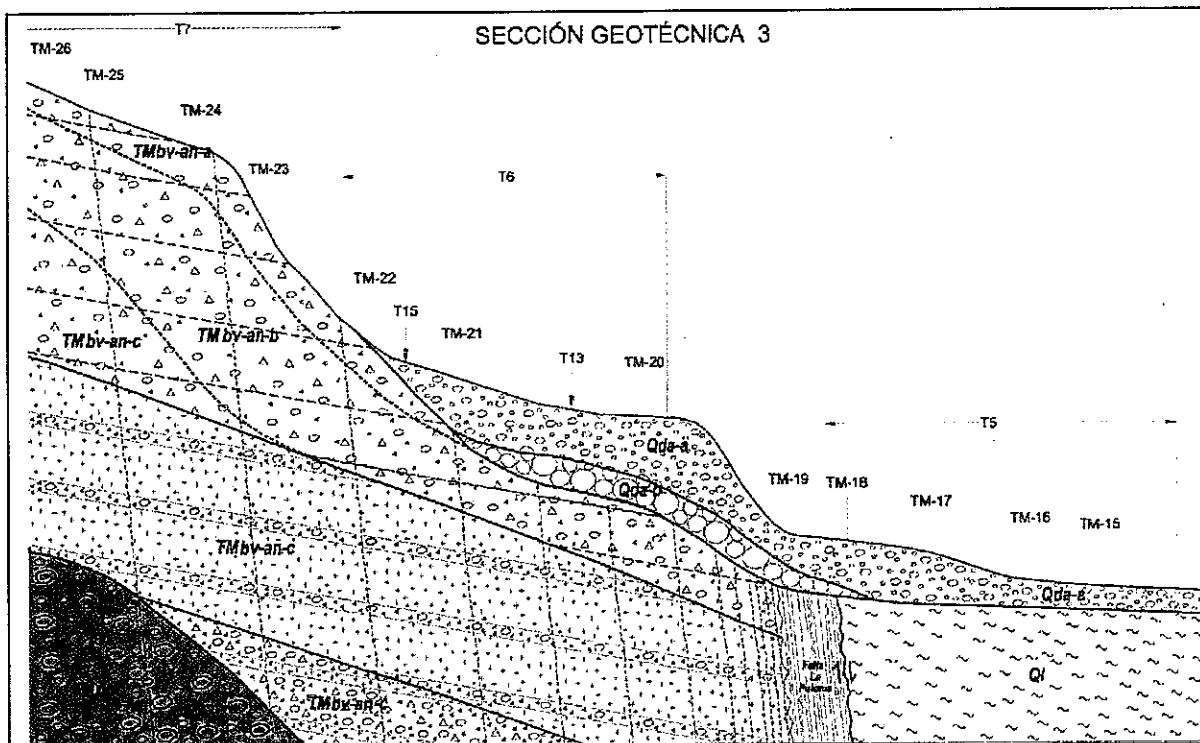 SECCIÓN GEOTÉCNICA 3
T7
TM-26
TM-25
TM-24
TMbv-an-a
TM-23
T6
TM-22
T15
TM-21
T13
TM-20
TMbv-an-b
TMbv-an-c
Qda-a
T5
TM-19
TM-18
TM-17
TM-16
TM-15
TMbv-an-c
Qda-a
Falla
La
Ql
TMbv-an-c